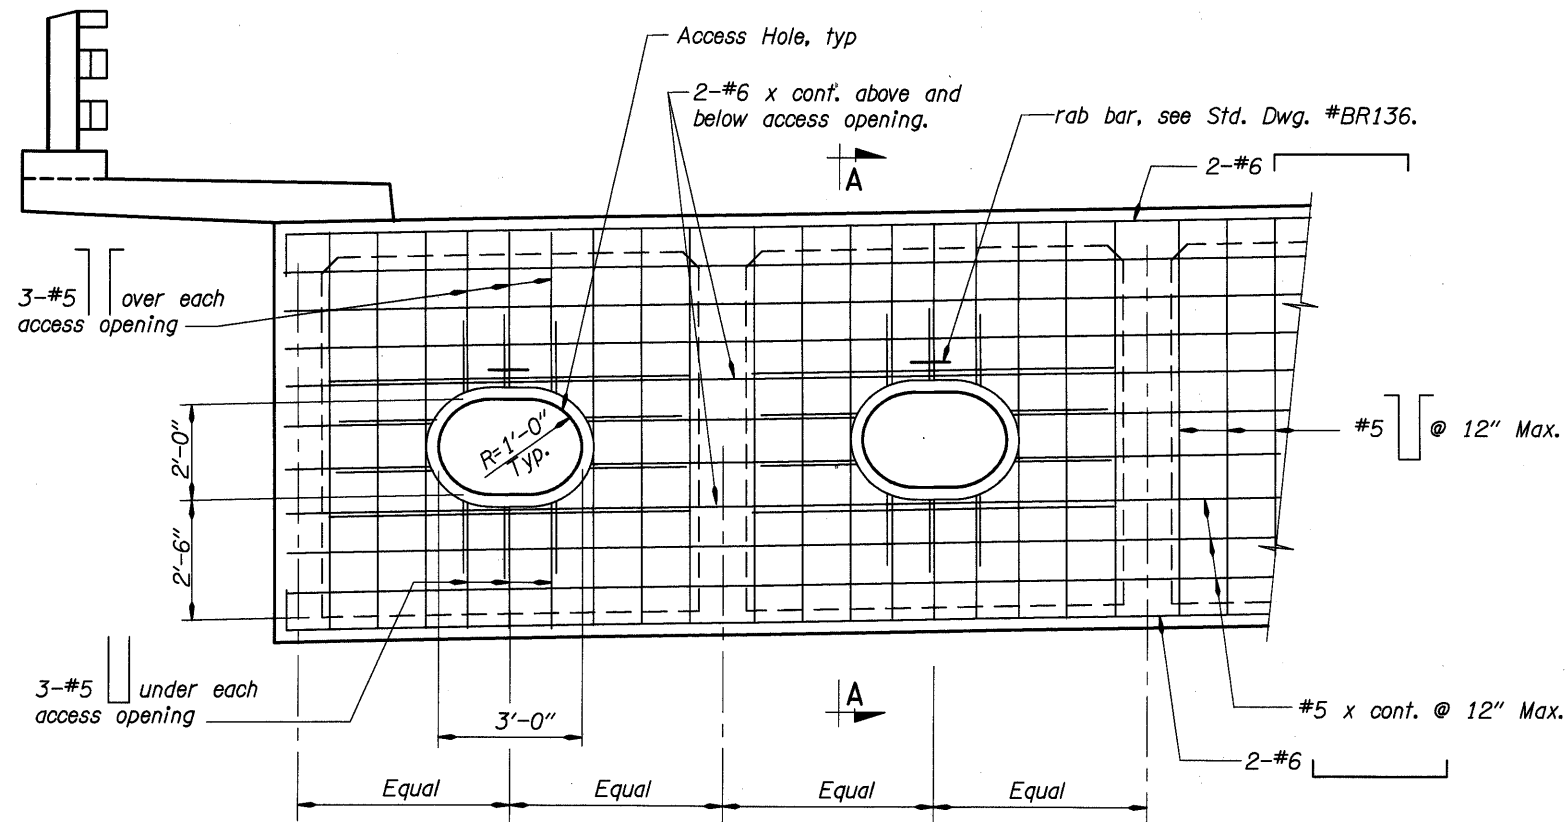 Access Hole, typ
2-#6 x cont. above and
below access opening.
rab bar, see Std. Dwg. #BR136.
2-#6
A
3-#5 over each
access opening
R=1'-0"
Typ.
2'-0"
2'-6"
#5 @ 12" Max.
3-#5 under each
access opening
3'-0"
A
#5 x cont. @ 12" Max.
2-#6
Equal
Equal
Equal
Equal